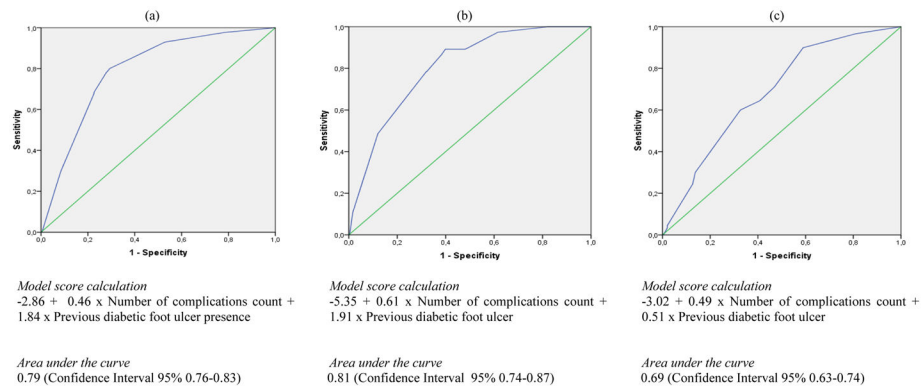 (a)
1,0
0,8
0,6
0,4
0,2
0,0
Sensitivity
0,0 0,2 0,4 0,6 0,8 1,0
1 - Specificity
Model score calculation
-2.86 + 0.46 x Number of complications count +
1.84 x Previous diabetic foot ulcer presence
Area under the curve
0.79 (Confidence Interval 95% 0.76-0.83)
(b)
1,0
0,8
0,6
0,4
0,2
0,0
Sensitivity
0,0 0,2 0,4 0,6 0,8 1,0
1 - Specificity
Model score calculation
-5.35 + 0.61 x Number of complications count +
1.91 x Previous diabetic foot ulcer
Area under the curve
0.81 (Confidence Interval 95% 0.74-0.87)
(c)
1,0
0,8
0,6
0,4
0,2
0,0
Sensitivity
0,0 0,2 0,4 0,6 0,8 1,0
1 - Specificity
Model score calculation
-3.02 + 0.49 x Number of complications count +
0.51 x Previous diabetic foot ulcer
Area under the curve
0.69 (Confidence Interval 95% 0.63-0.74)